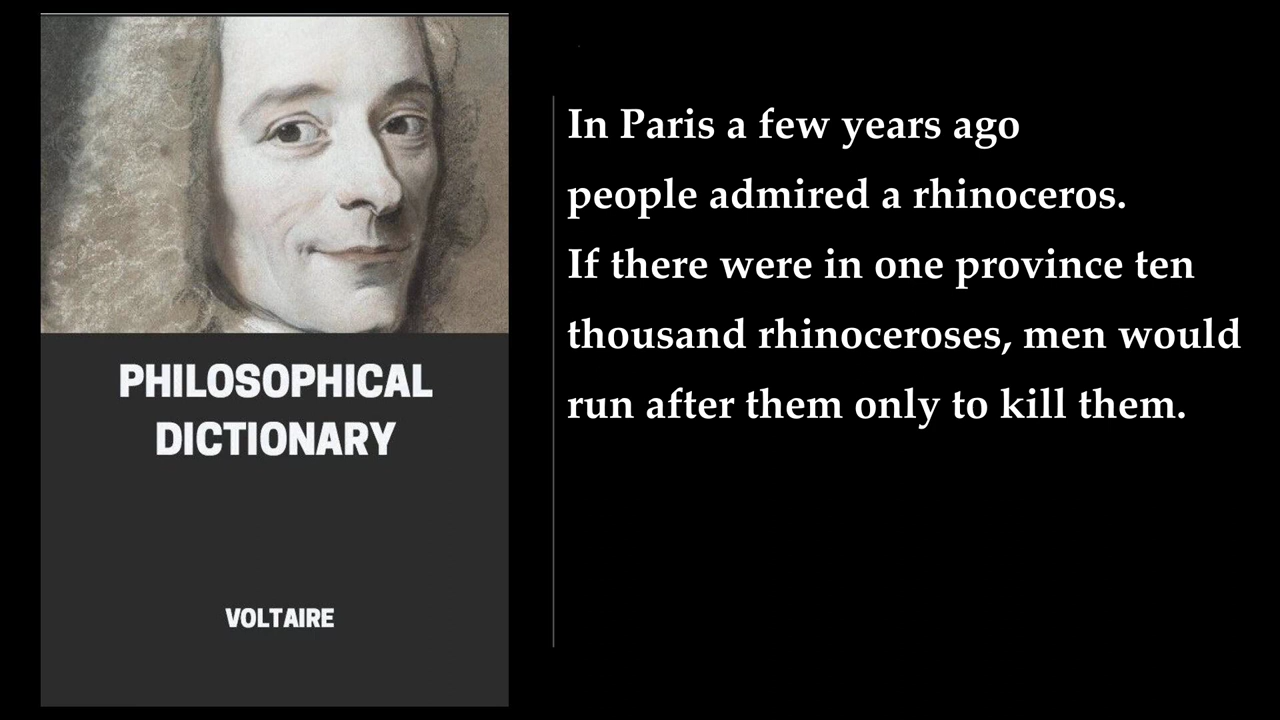 PHILOSOPHICAL
DICTIONARY
VOLTAIRE
In Paris a few years ago
people admired a rhinoceros.
If there were in one province ten
thousand rhinoceroses, men would
run after them only to kill them.